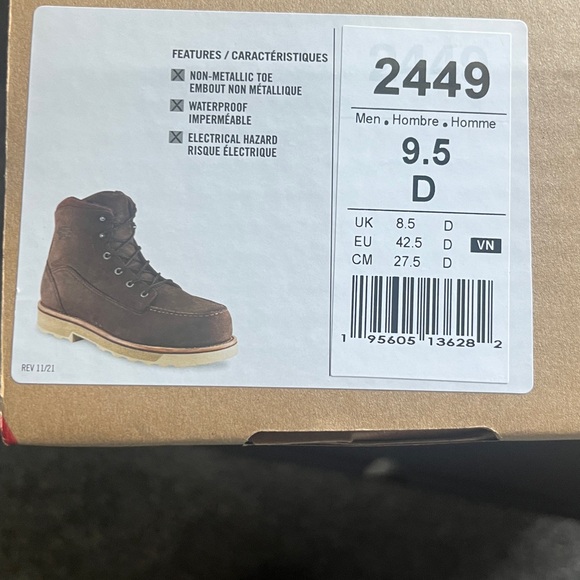 FEATURES / CARACTÉRISTIQUES
NON-METALLIC TOE
EMBOUT NON MÉTALLIQUE
WATERPROOF
IMPERMÉABLE
ELECTRICAL HAZARD
RISQUE ÉLECTRIQUE
REV 11/21
2449
Men • Hombre • Homme
9.5
D
UK 8.5 D
EU 42.5 D VN
CM 27.5 D
1 95605 13628 2